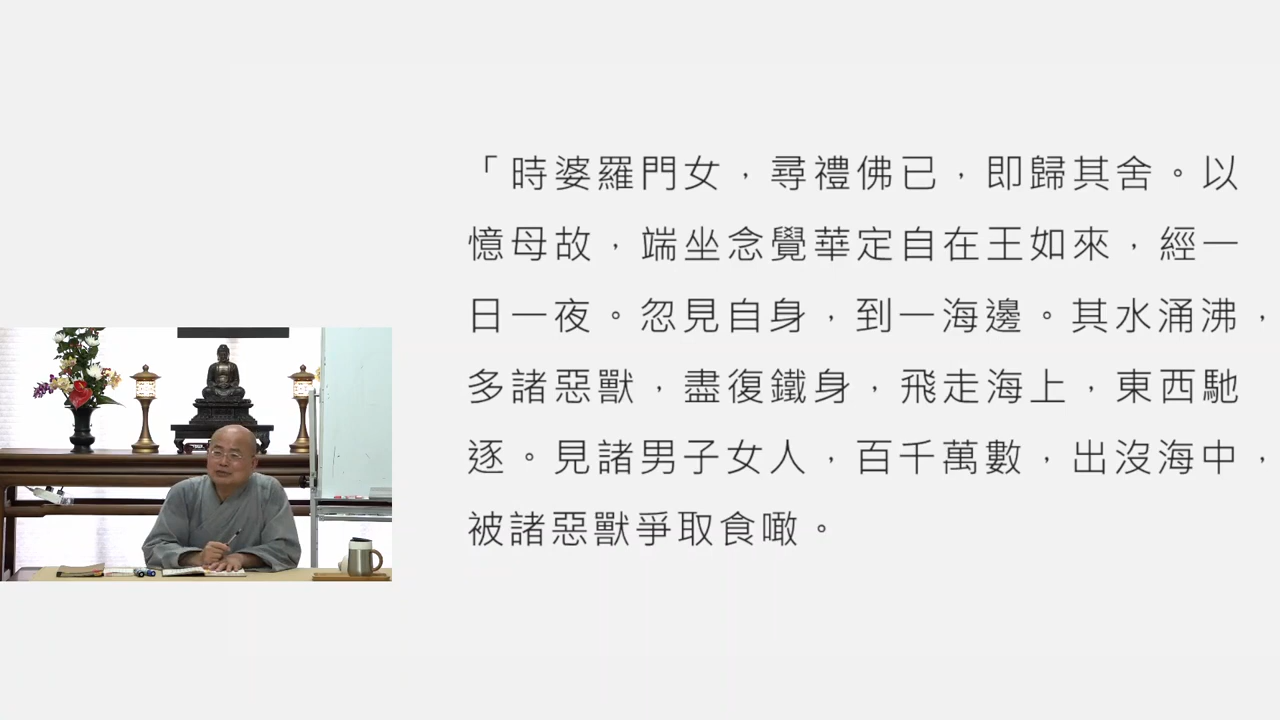 「時婆羅門女，尋禮佛已，即歸其舍。以
憶母故，端坐念覺華定自在王如來，經一
日一夜。忽見自身，到一海邊。其水涌沸，
多諸惡獸，盡復鐵身，飛走海上，東西馳
逐。見諸男子女人，百千萬數，出沒海中，
被諸惡獸爭取食噉。